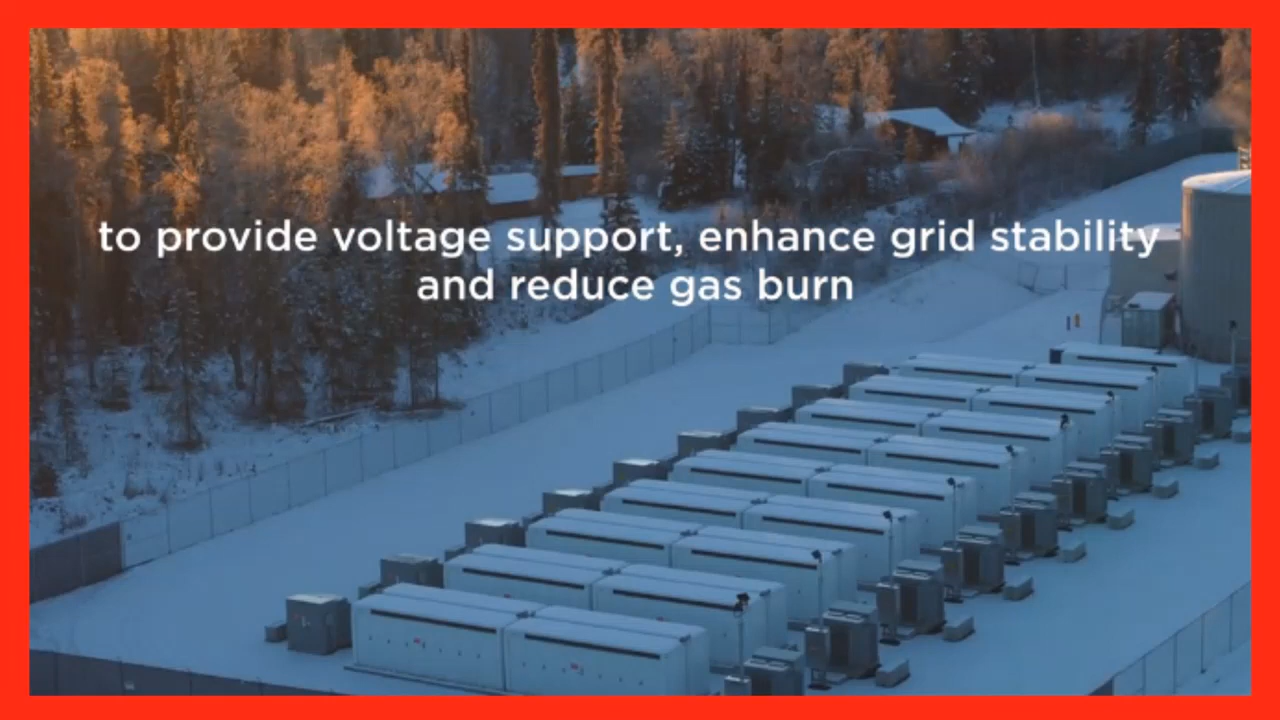 to provide voltage support, enhance grid stability
and reduce gas burn